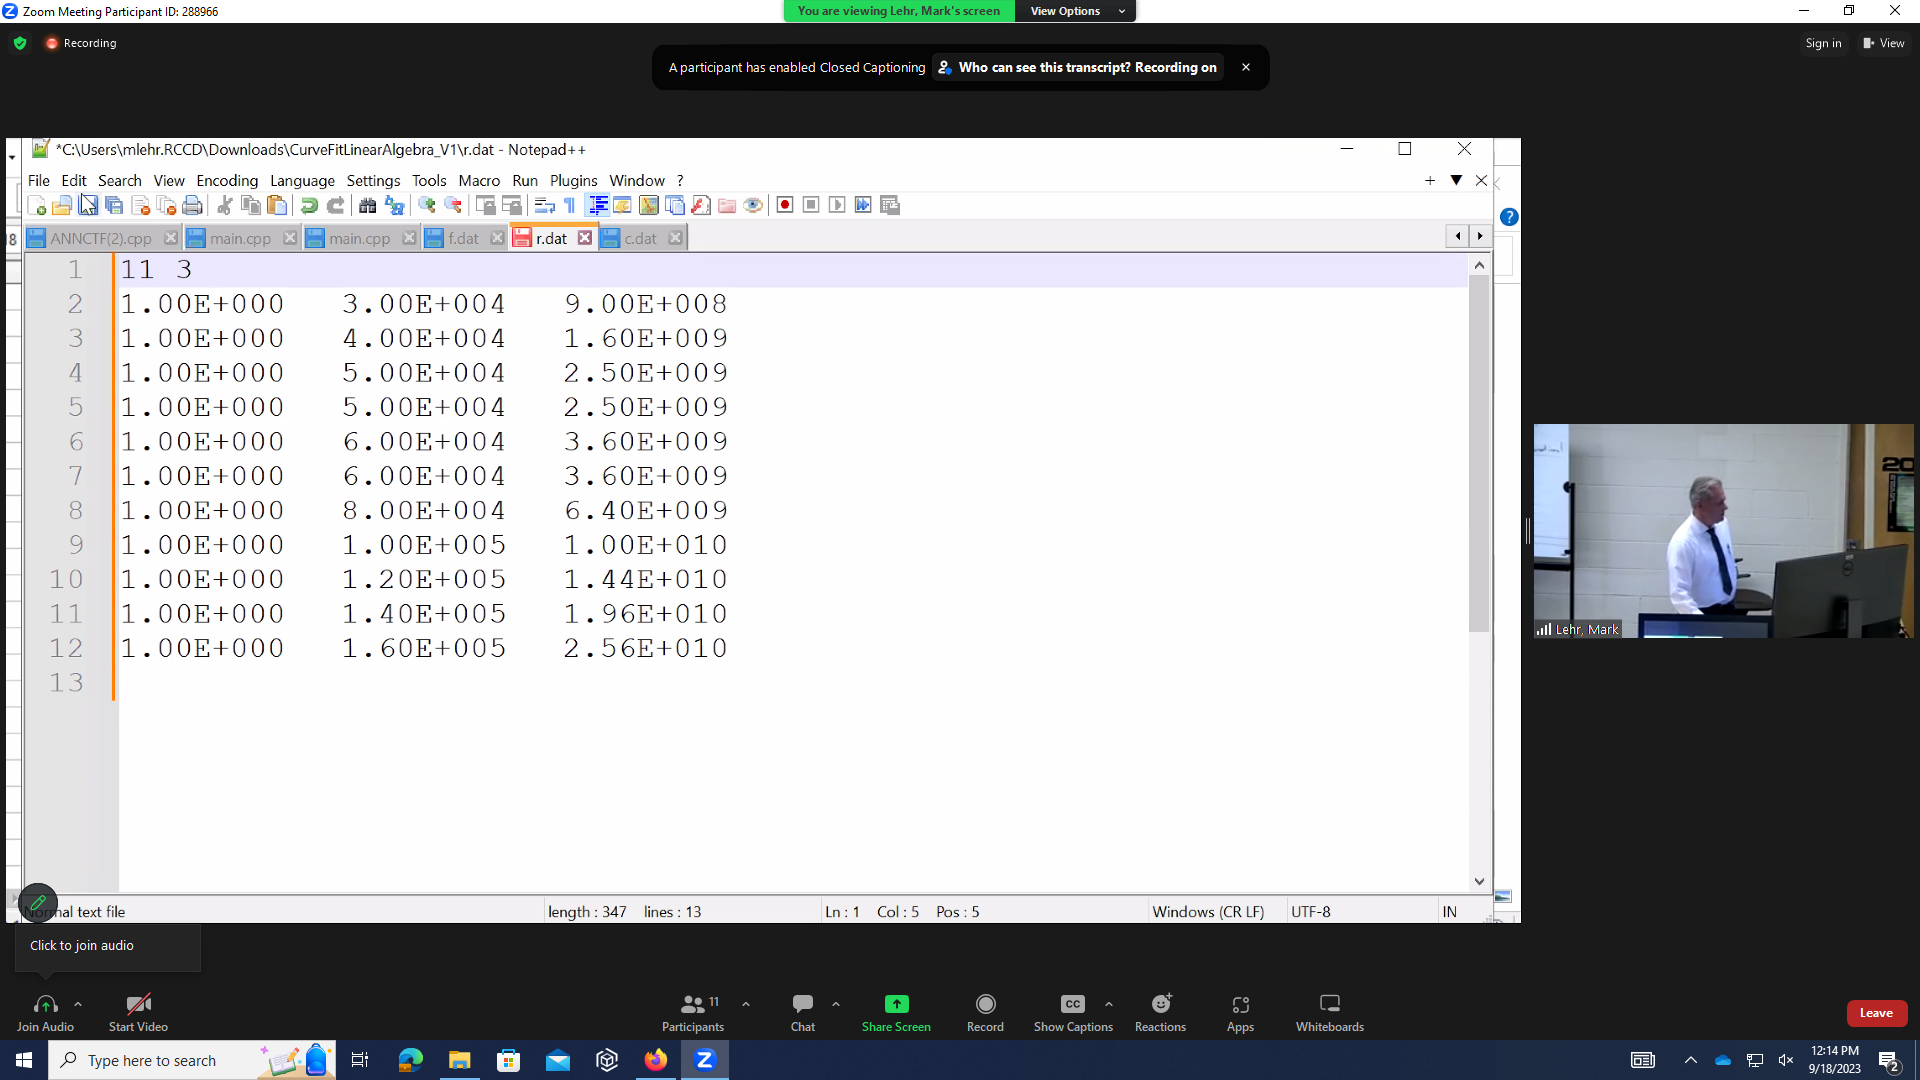 Zoom Meeting Participant ID: 288966
You are viewing Lehr, Mark's screen
View Options
Recording
Sign in
View
A participant has enabled Closed Captioning
Who can see this transcript? Recording on
*C:\Users\mlehr.RCCD\Downloads\CurveFitLinearAlgebra_V1\r.dat - Notepad++
File Edit Search View Encoding Language Settings Tools Macro Run Plugins Window ?
ANNCTF(2).cpp main.cpp main.cpp f.dat r.dat c.dat
1 11 3
2 1.00E+000 3.00E+004 9.00E+008
3 1.00E+000 4.00E+004 1.60E+009
4 1.00E+000 5.00E+004 2.50E+009
5 1.00E+000 5.00E+004 2.50E+009
6 1.00E+000 6.00E+004 3.60E+009
7 1.00E+000 6.00E+004 3.60E+009
8 1.00E+000 8.00E+004 6.40E+009
9 1.00E+000 1.00E+005 1.00E+010
10 1.00E+000 1.20E+005 1.44E+010
11 1.00E+000 1.40E+005 1.96E+010
12 1.00E+000 1.60E+005 2.56E+010
13
Lehr, Mark
text file length : 347 lines : 13 Ln : 1 Col : 5 Pos : 5 Windows (CR LF) UTF-8 IN
Click to join audio
Join Audio
Start Video
Participants 11
Chat
Share Screen
Record
CC
Show Captions
Reactions
Apps
Whiteboards
Leave
Type here to search
12:14 PM
9/18/2023
2